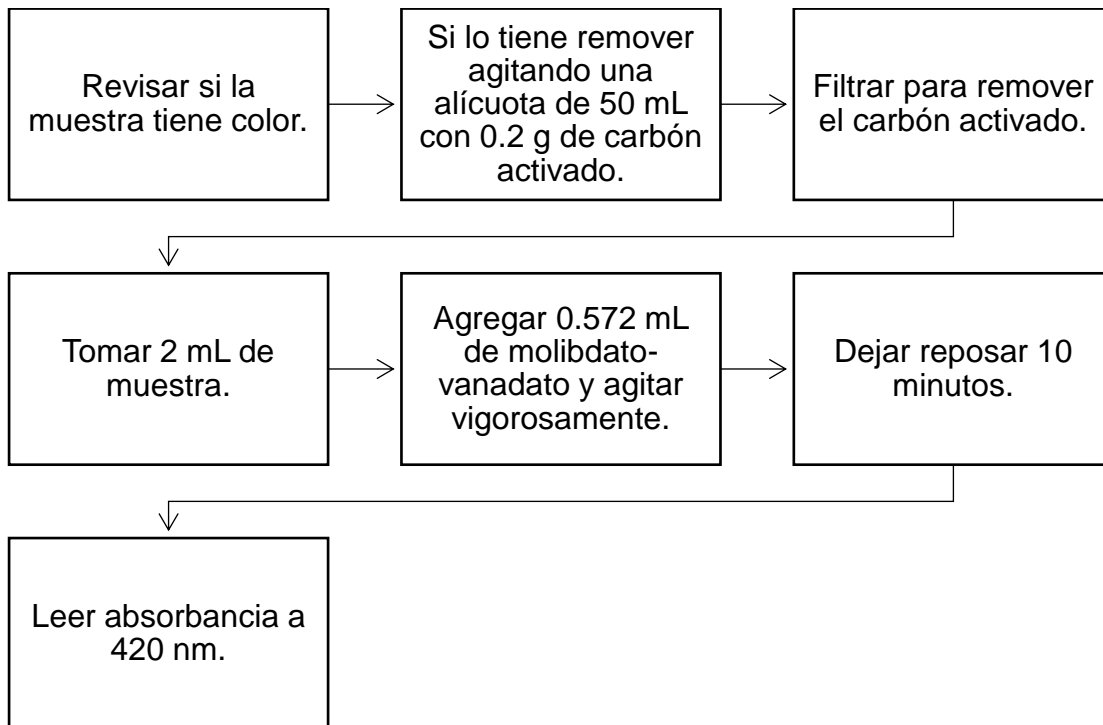 Revisar si la
muestra tiene color.
Si lo tiene remover
agitando una
alícuota de 50 mL
con 0.2 g de carbón
activado.
Filtrar para remover
el carbón activado.
Tomar 2 mL de
muestra.
Agregar 0.572 mL
de molibdato-
vanadato y agitar
vigorosamente.
Dejar reposar 10
minutos.
Leer absorbancia a
420 nm.